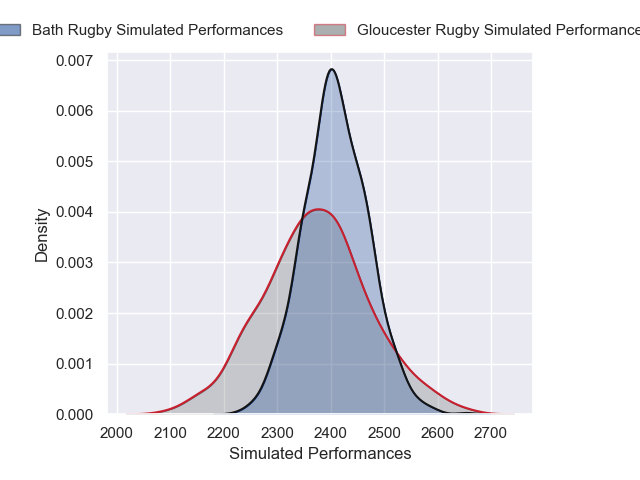 Bath Rugby Simulated Performances
Gloucester Rugby Simulated Performance
0.007
0.006
0.005
0.004
0.003
0.002
0.001
0.000
Density
2000 2100 2200 2300 2400 2500 2600 2700
Simulated Performances